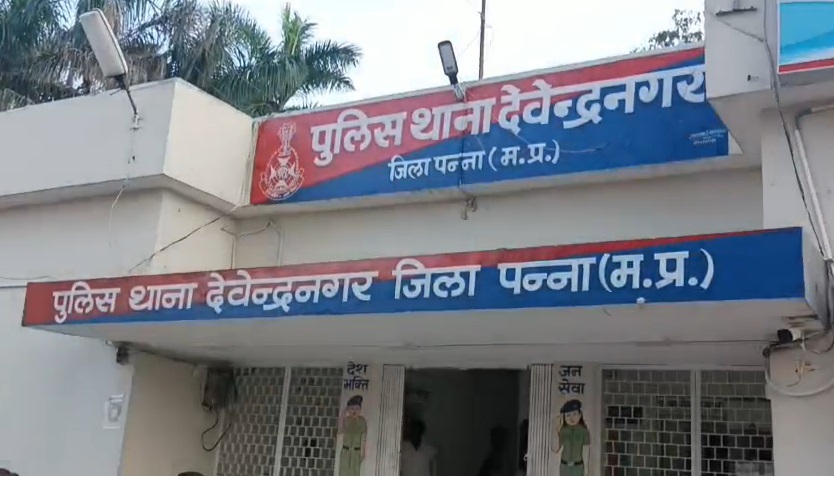 पुलिस थाना देवेन्द्रनगर
जिला पन्ना (म.प्र.)
पुलिस थाना देवेन्द्रनगर जिला पन्ना (म.प्र.)
देश
भक्ति
जन
सेवा